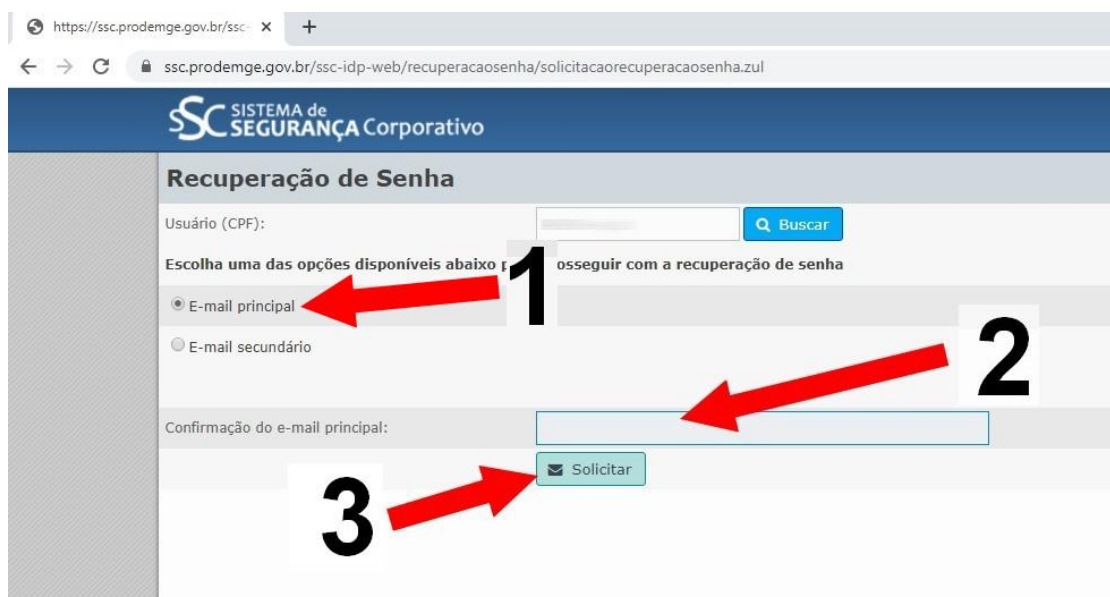 https://ssc.prodemge.gov.br/ssc-
ssc.prodemge.gov.br/ssc-idp-web/recuperacaosenha/solicitacaorecuperacaosenha.zul
SSC SISTEMA de SEGURANÇA Corporativo
Recuperação de Senha
Usuário (CPF): Buscar
Escolha uma das opções disponíveis abaixo p osseguir com a recuperação de senha
1
E-mail principal
E-mail secundário
2
Confirmação do e-mail principal:
Solicitar
3